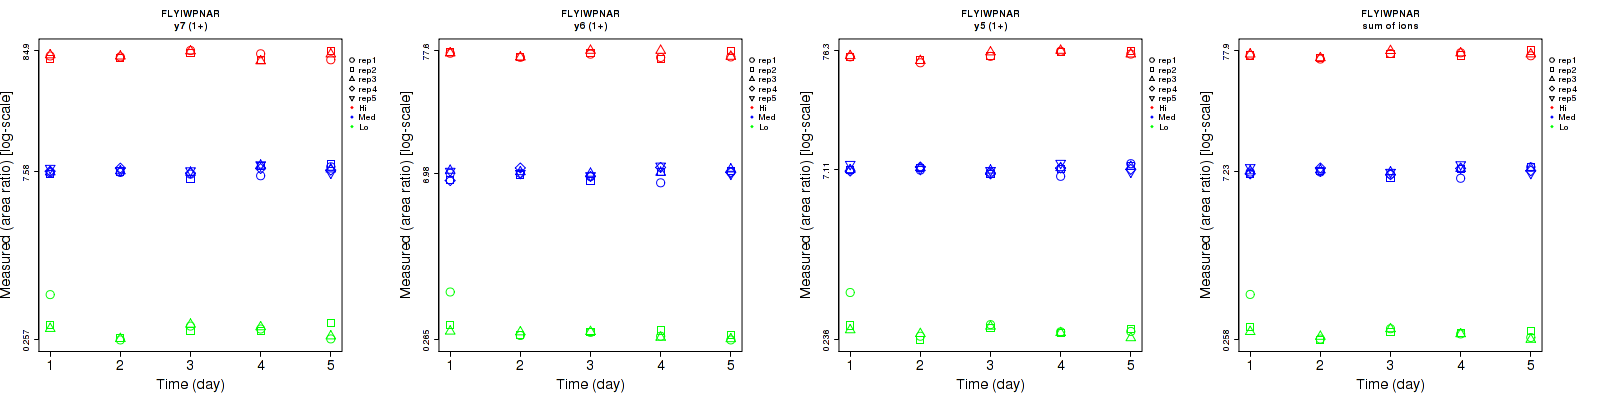 FLYIWPNAR
y7 (1+)
Measured (area ratio) [log-scale]
84.9
7.58
0.257
1 2 3 4 5
Time (day)
rep1
rep2
rep3
rep4
rep5
Hi
Med
Lo
FLYIWPNAR
y6 (1+)
Measured (area ratio) [log-scale]
77.6
6.98
0.265
1 2 3 4 5
Time (day)
rep1
rep2
rep3
rep4
rep5
Hi
Med
Lo
FLYIWPNAR
y5 (1+)
Measured (area ratio) [log-scale]
76.3
7.11
0.236
1 2 3 4 5
Time (day)
rep1
rep2
rep3
rep4
rep5
Hi
Med
Lo
FLYIWPNAR
sum of ions
Measured (area ratio) [log-scale]
77.9
7.23
0.258
1 2 3 4 5
Time (day)
rep1
rep2
rep3
rep4
rep5
Hi
Med
Lo